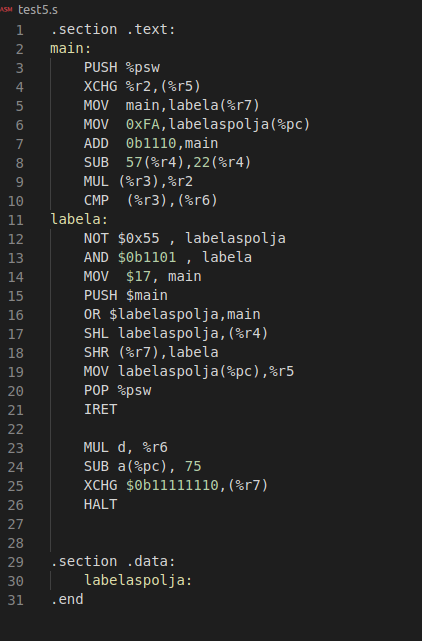 ASM test5.s
1 .section .text:
2 main:
3 PUSH %psw
4 XCHG %r2,(%r5)
5 MOV  main,labela(%r7)
6 MOV  0xFA,labelaspolja(%pc)
7 ADD  0b1110,main
8 SUB  57(%r4),22(%r4)
9 MUL (%r3),%r2
10 CMP  (%r3),(%r6)
11 labela:
12 NOT $0x55 , labelaspolja
13 AND $0b1101 , labela
14 MOV  $17, main
15 PUSH $main
16 OR $labelaspolja,main
17 SHL labelaspolja,(%r4)
18 SHR (%r7),labela
19 MOV labelaspolja(%pc),%r5
20 POP %psw
21 IRET
22
23 MUL d, %r6
24 SUB a(%pc), 75
25 XCHG $0b11111110,(%r7)
26 HALT
27
28
29 .section .data:
30 labelaspolja:
31 .end